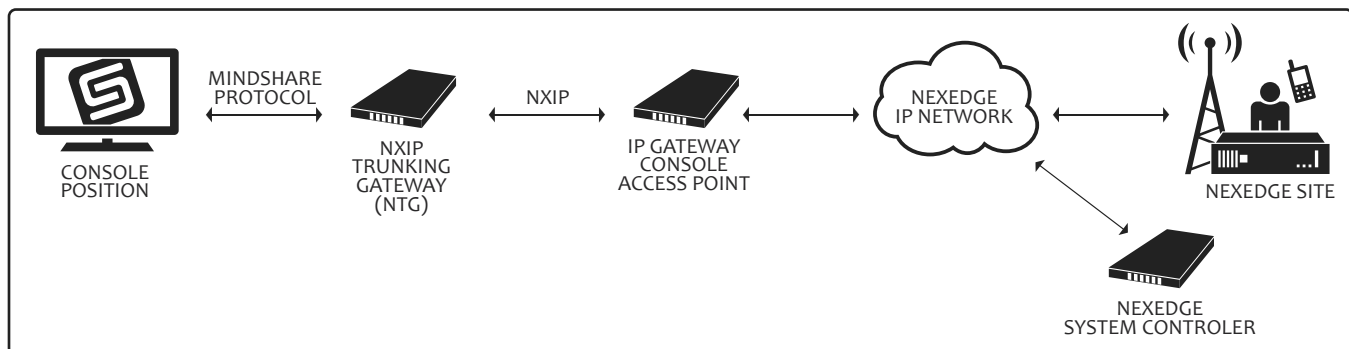 MINDSHARE
PROTOCOL
CONSOLE
POSITION
NXIP
TRUNKING
GATEWAY
(NTG)
NXIP
IP GATEWAY
CONSOLE
ACCESS POINT
NEXEDGE
IP NETWORK
NEXEDGE SITE
NEXEDGE
SYSTEM CONTROLER